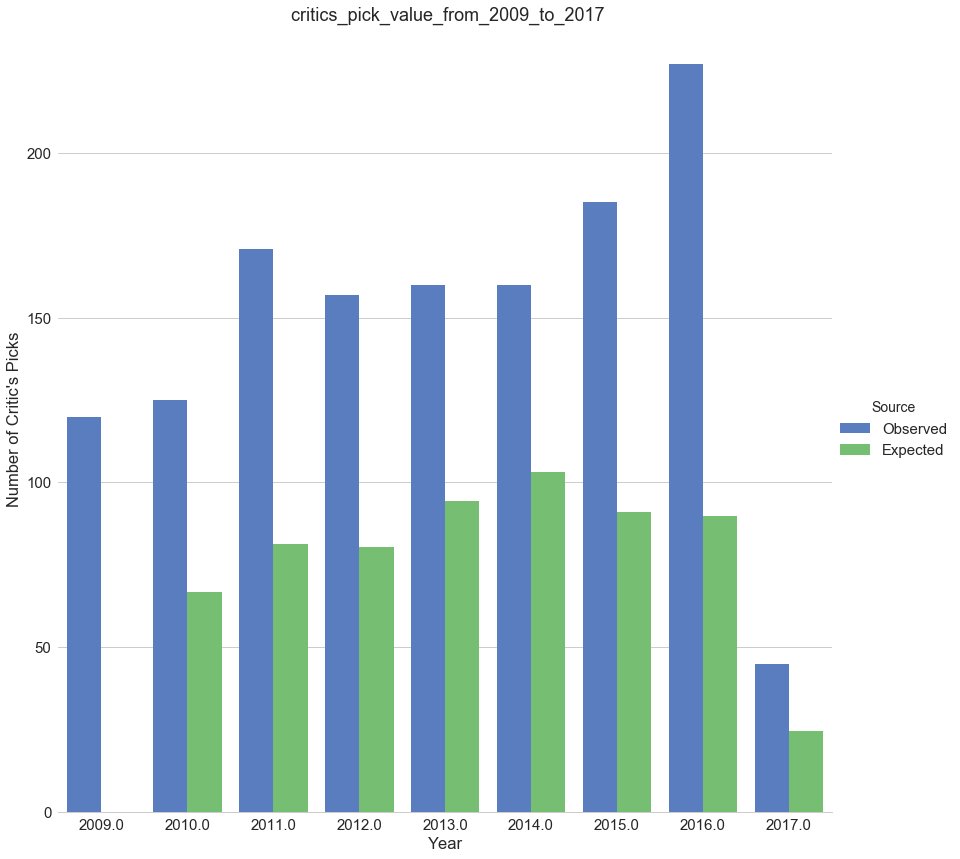 critics_pick_value_from_2009_to_2017
Number of Critic's Picks
200
150
100
50
0
2009.0 2010.0 2011.0 2012.0 2013.0 2014.0 2015.0 2016.0 2017.0
Year
Source
Observed
Expected